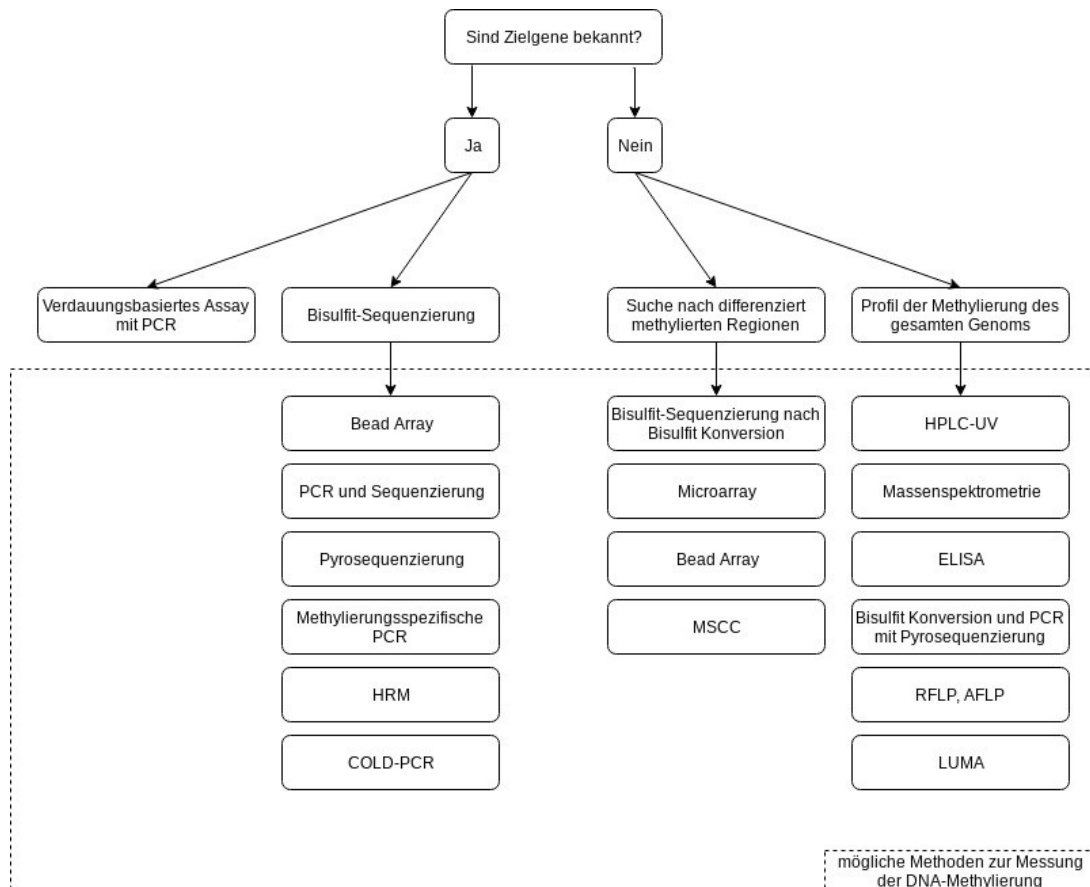 Sind Zielgene bekannt?
Ja
Nein
Verdauungsbasiertes Assay
mit PCR
Bisulfit-Sequenzierung
Suche nach differenziert
methylierten Regionen
Profil der Methylierung des
gesamten Genoms
Bead Array
PCR und Sequenzierung
Pyrosequenzierung
Methylierungsspezifische
PCR
HRM
COLD-PCR
Bisulfit-Sequenzierung nach
Bisulfit Konversion
Microarray
Bead Array
MSCC
HPLC-UV
Massenspektrometrie
ELISA
Bisulfit Konversion und PCR
mit Pyrosequenzierung
RFLP, AFLP
LUMA
mögliche Methoden zur Messung
der DNA-Methylierung